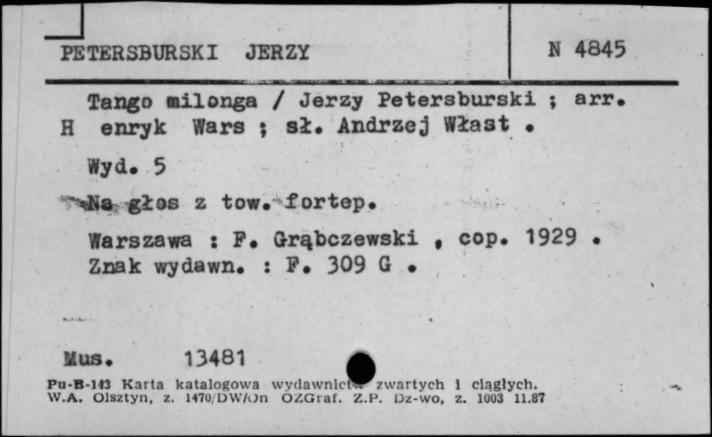 PETERSBURSKI JERZY
N 4845
Tango milonga / Jerzy Petersburski ; arr.
H enryk Wars ; sł. Andrzej Włast .
Wyd. 5
Na głos z tow. fortep.
Warszawa : F. Grąbczewski , cop. 1929 .
Znak wydawn. : F. 309 G .
Mus. 13481
Pu-B-143 Karta katalogowa wydawnictw zwartych i ciągłych.
W.A. Olsztyn, z. 1470/DW/On OZGraf. Z.P. Dz-wo, z. 1003 11.87